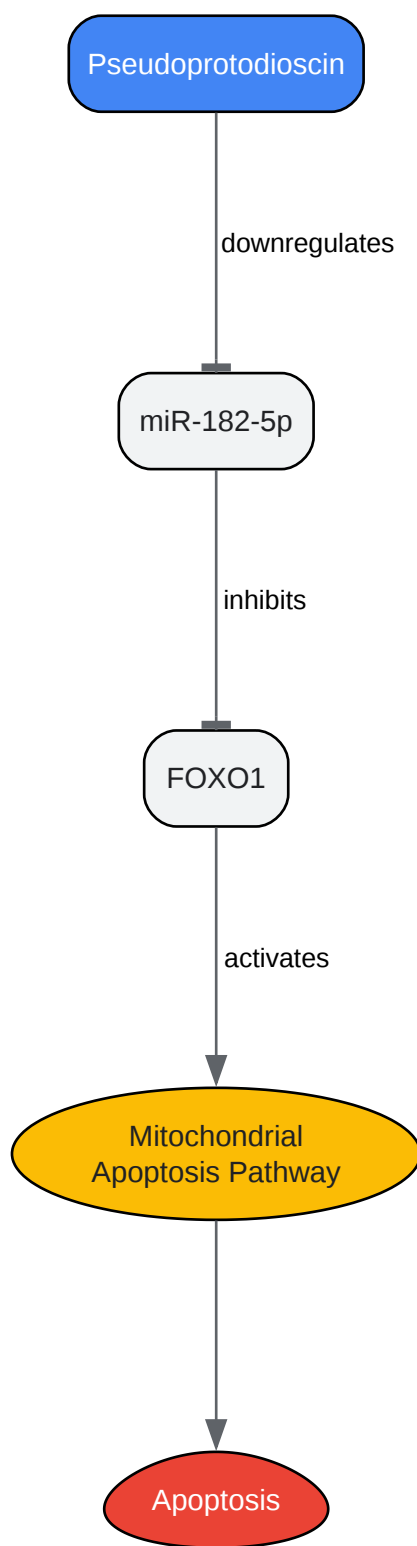 Pseudoprotodioscin
downregulates
miR-182-5p
inhibits
FOXO1
activates
Mitochondrial
Apoptosis Pathway
Apoptosis